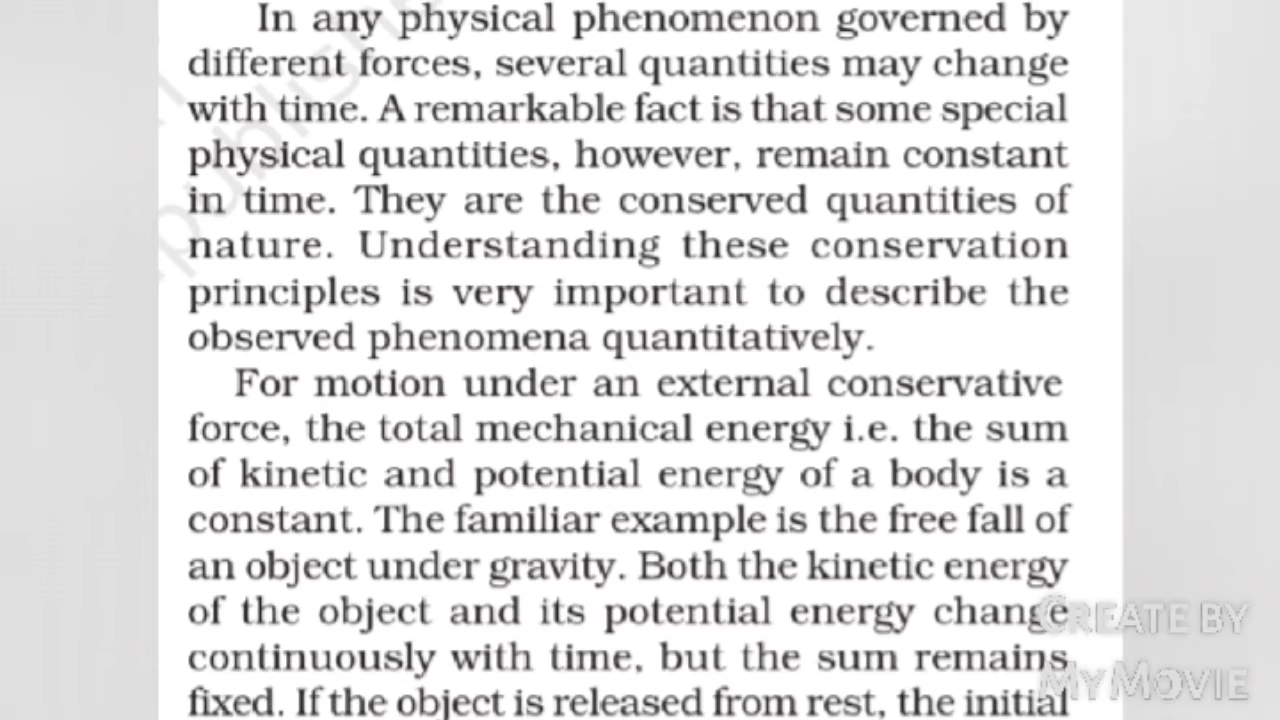 In any physical phenomenon governed by
different forces, several quantities may change
with time. A remarkable fact is that some special
physical quantities, however, remain constant
in time. They are the conserved quantities of
nature. Understanding these conservation
principles is very important to describe the
observed phenomena quantitatively.
For motion under an external conservative
force, the total mechanical energy i.e. the sum
of kinetic and potential energy of a body is a
constant. The familiar example is the free fall of
an object under gravity. Both the kinetic energy
of the object and its potential energy change
continuously with time, but the sum remains
fixed. If the object is released from rest, the initial
CREATE BY
MYMOVIE